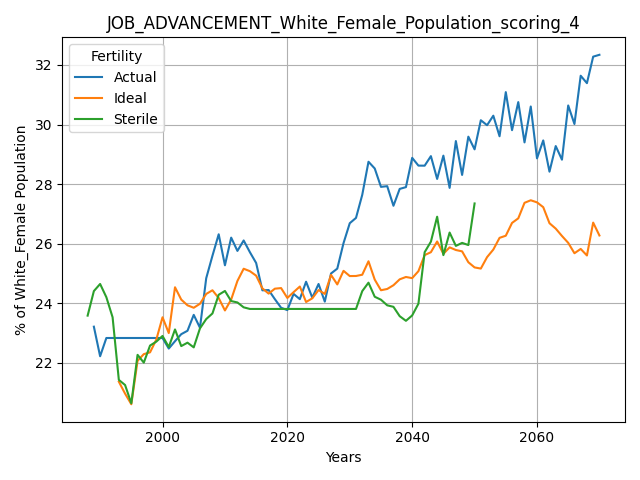 JOB_ADVANCEMENT_White_Female_Population_scoring_4
Fertility
Actual
Ideal
Sterile
% of White_Female Population
32
30
28
26
24
22
2000
2020
2040
2060
Years